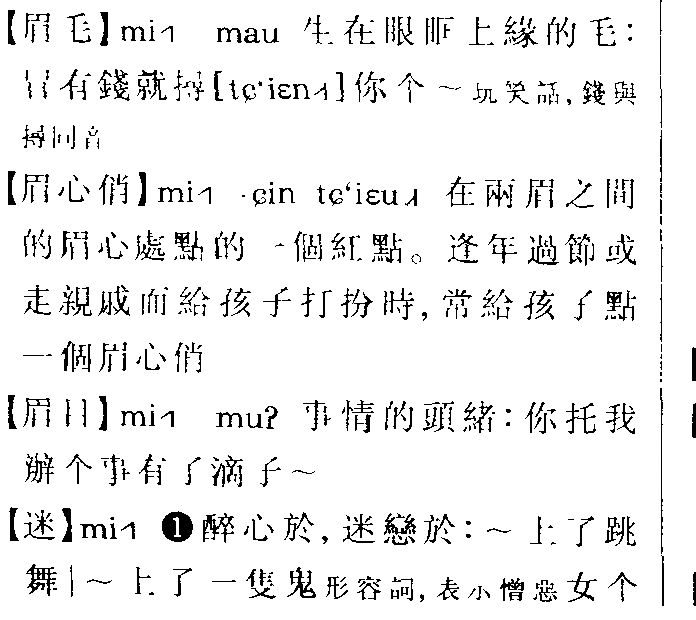 【眉毛】mi˧˥ mau 生在眼眶上緣的毛：
冇有錢就撏[tɕʻiɛn˧˥]你个～玩笑話，錢與
撏同音
【眉心俏】mi˧˥ ·ɕin tɕʻiɛu 在兩眉之間
的眉心處點的一個紅點。逢年過節或
走親戚而給孩子打扮時，常給孩子點
一個眉心俏
【眉目】mi˧˥ muʔ 事情的頭緒：你托我
辦个事有了滴子～
【迷】mi˧˥ ❶醉心於，迷戀於：～上了跳
舞|～上了一隻鬼形容詞，表示憎惡女个